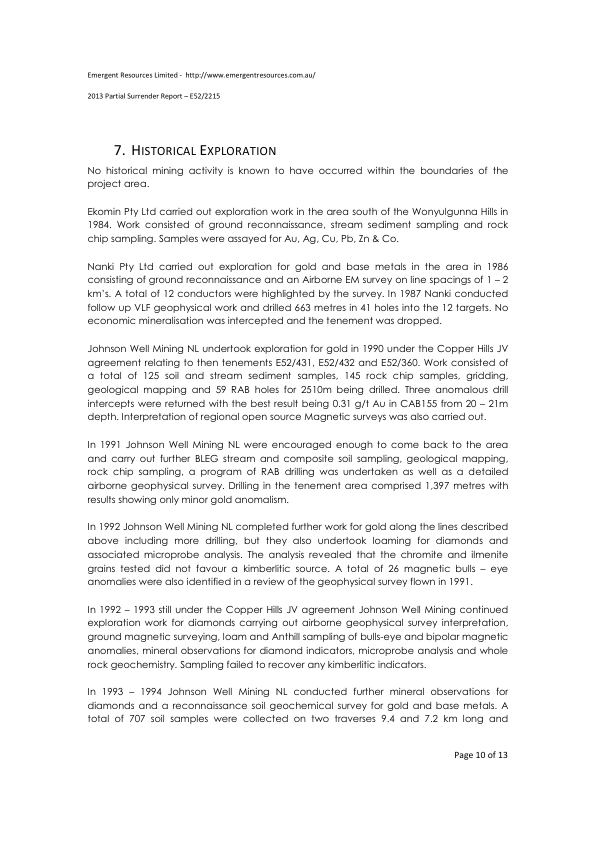 Emergent Resources Limited - http://www.emergentresources.com.au/
2013 Partial Surrender Report – E52/2215
7. HISTORICAL EXPLORATION
No historical mining activity is known to have occurred within the boundaries of the
project area.
Ekomin Pty Ltd carried out exploration work in the area south of the Wonyulgunna Hills in
1984. Work consisted of ground reconnaissance, stream sediment sampling and rock
chip sampling. Samples were assayed for Au, Ag, Cu, Pb, Zn & Co.
Nanki Pty Ltd carried out exploration for gold and base metals in the area in 1986
consisting of ground reconnaissance and an Airborne EM survey on line spacings of 1 – 2
km's. A total of 12 conductors were highlighted by the survey. In 1987 Nanki conducted
follow up VLF geophysical work and drilled 663 metres in 41 holes into the 12 targets. No
economic mineralisation was intercepted and the tenement was dropped.
Johnson Well Mining NL undertook exploration for gold in 1990 under the Copper Hills JV
agreement relating to then tenements E52/431, E52/432 and E52/360. Work consisted of
a total of 125 soil and stream sediment samples, 145 rock chip samples, gridding,
geological mapping and 59 RAB holes for 2510m being drilled. Three anomalous drill
intercepts were returned with the best result being 0.31 g/t Au in CAB155 from 20 – 21m
depth. Interpretation of regional open source Magnetic surveys was also carried out.
In 1991 Johnson Well Mining NL were encouraged enough to come back to the area
and carry out further BLEG stream and composite soil sampling, geological mapping,
rock chip sampling, a program of RAB drilling was undertaken as well as a detailed
airborne geophysical survey. Drilling in the tenement area comprised 1,397 metres with
results showing only minor gold anomalism.
In 1992 Johnson Well Mining NL completed further work for gold along the lines described
above including more drilling, but they also undertook loaming for diamonds and
associated microprobe analysis. The analysis revealed that the chromite and ilmenite
grains tested did not favour a kimberlitic source. A total of 26 magnetic bulls – eye
anomalies were also identified in a review of the geophysical survey flown in 1991.
In 1992 – 1993 still under the Copper Hills JV agreement Johnson Well Mining continued
exploration work for diamonds carrying out airborne geophysical survey interpretation,
ground magnetic surveying, loam and Anthill sampling of bulls-eye and bipolar magnetic
anomalies, mineral observations for diamond indicators, microprobe analysis and whole
rock geochemistry. Sampling failed to recover any kimberlitic indicators.
In 1993 – 1994 Johnson Well Mining NL conducted further mineral observations for
diamonds and a reconnaissance soil geochemical survey for gold and base metals. A
total of 707 soil samples were collected on two traverses 9.4 and 7.2 km long and
Page 10 of 13